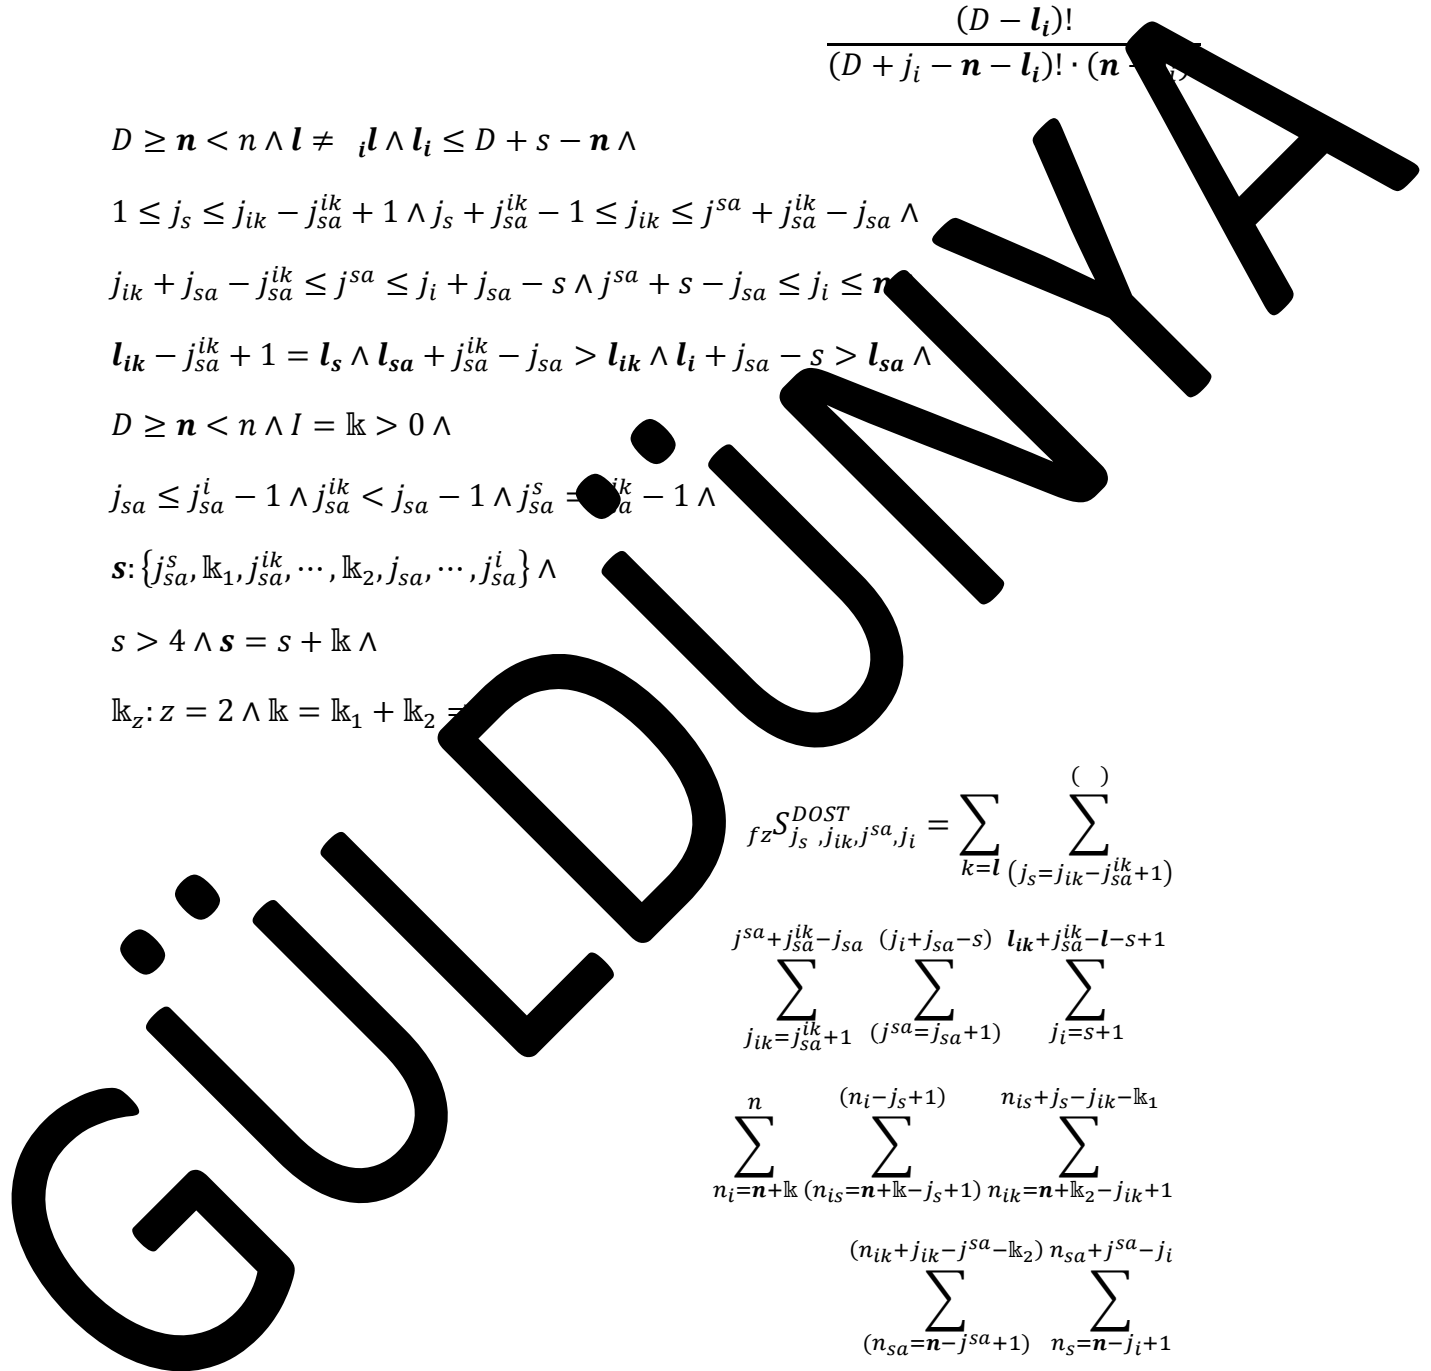 (D − l_i)!
(D + j_i − n − l_i)! · (n
D ≥ n < n ∧ l ≠ _il ∧ l_i ≤ D + s − n ∧
1 ≤ j_s ≤ j_ik − j_sa^ik + 1 ∧ j_s + j_sa^ik − 1 ≤ j_ik ≤ j^sa + j_sa^ik − j_sa ∧
j_ik + j_sa − j_sa^ik ≤ j^sa ≤ j_i + j_sa − s ∧ j^sa + s − j_sa ≤ j_i ≤ n
l_ik − j_sa^ik + 1 = l_s ∧ l_sa + j_sa^ik − j_sa > l_ik ∧ l_i + j_sa − s > l_sa ∧
D ≥ n < n ∧ I = 𝕜 > 0 ∧
j_sa ≤ j_sa^i − 1 ∧ j_sa^ik < j_sa − 1 ∧ j_sa^s = j_sa^ik − 1 ∧
s: {j_sa^s, 𝕜_1, j_sa^ik, ⋯ , 𝕜_2, j_sa, ⋯ , j_sa^i} ∧
s > 4 ∧ s = s + 𝕜 ∧
𝕜_z: z = 2 ∧ 𝕜 = 𝕜_1 + 𝕜_2 ⇒
( )
_fzS_{j_s ,j_ik,j^sa,j_i}^DOST = ∑ ∑
k=l (j_s=j_ik−j_sa^ik+1)
j^sa+j_sa^ik−j_sa (j_i+j_sa−s) l_ik+j_sa^ik−l−s+1
∑ ∑ ∑
j_ik=j_sa^ik+1 (j^sa=j_sa+1) j_i=s+1
n (n_i−j_s+1) n_is+j_s−j_ik−𝕜_1
∑ ∑ ∑
n_i=n+𝕜 (n_is=n+𝕜−j_s+1) n_ik=n+𝕜_2−j_ik+1
(n_ik+j_ik−j^sa−𝕜_2) n_sa+j^sa−j_i
∑ ∑
(n_sa=n−j^sa+1) n_s=n−j_i+1
GÜLDÜNYA